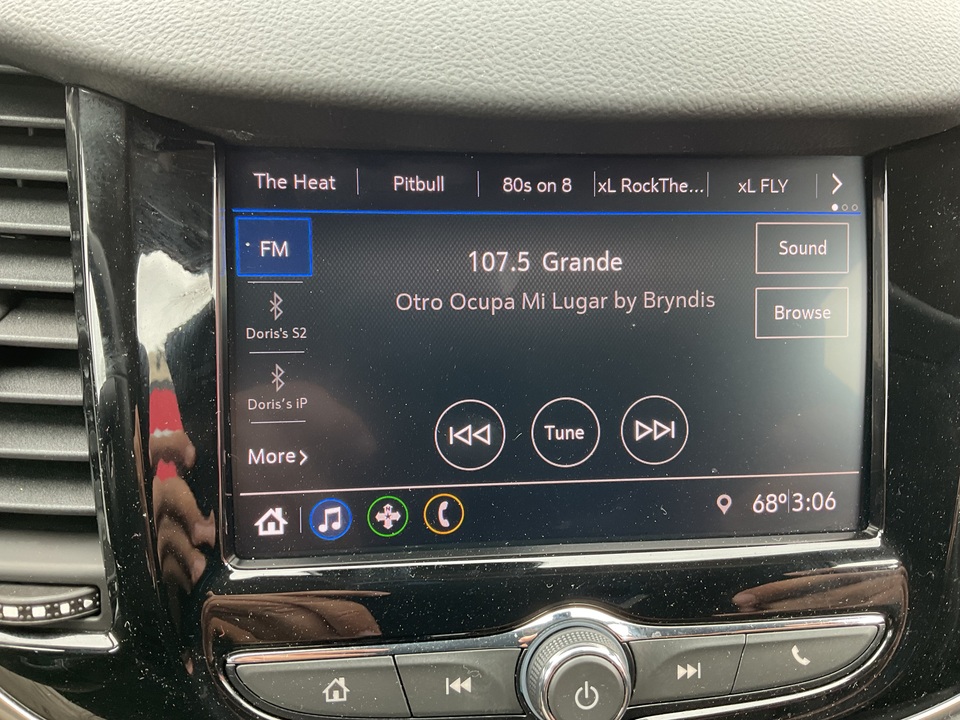 The Heat Pitbull 80s on 8 xL RockThe... xL FLY
FM
107.5 Grande
Sound
Otro Ocupa Mi Lugar by Bryndis
Doris's S2
Browse
Doris's iP
Tune
More
68° 3:06